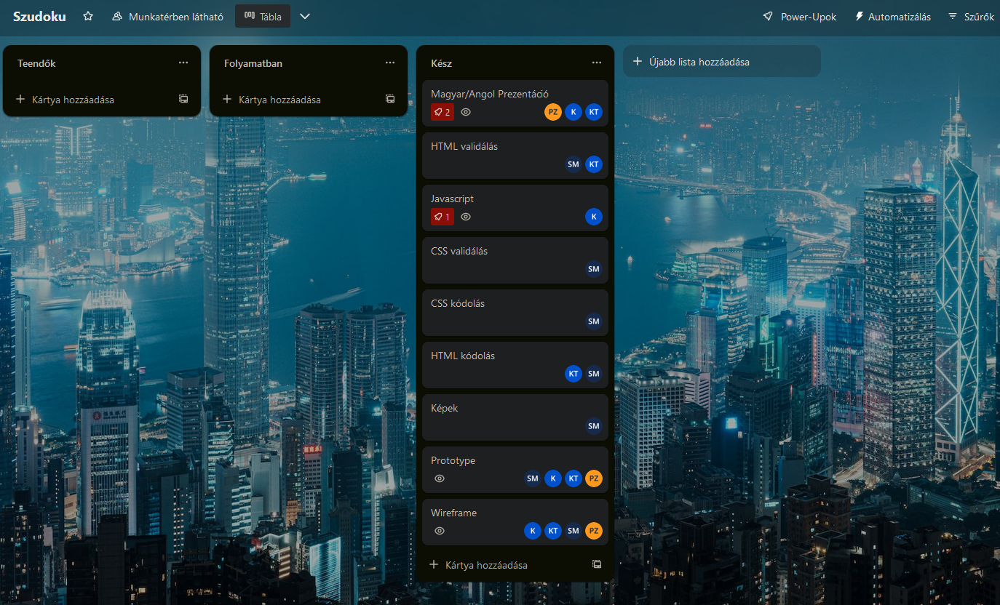 Szudoku
Munkatérben látható
Tábla
Power-Upok
Automatizálás
Szűrők
Teendők
Kártya hozzáadása
Folyamatban
Kártya hozzáadása
Kész
Magyar/Angol Prezentáció
2
PZ K KT
HTML validálás
SM KT
Javascript
1
K
CSS validálás
SM
CSS kódolás
SM
HTML kódolás
KT SM
Képek
SM
Prototype
SM K KT PZ
Wireframe
K KT SM PZ
Kártya hozzáadása
Újabb lista hozzáadása